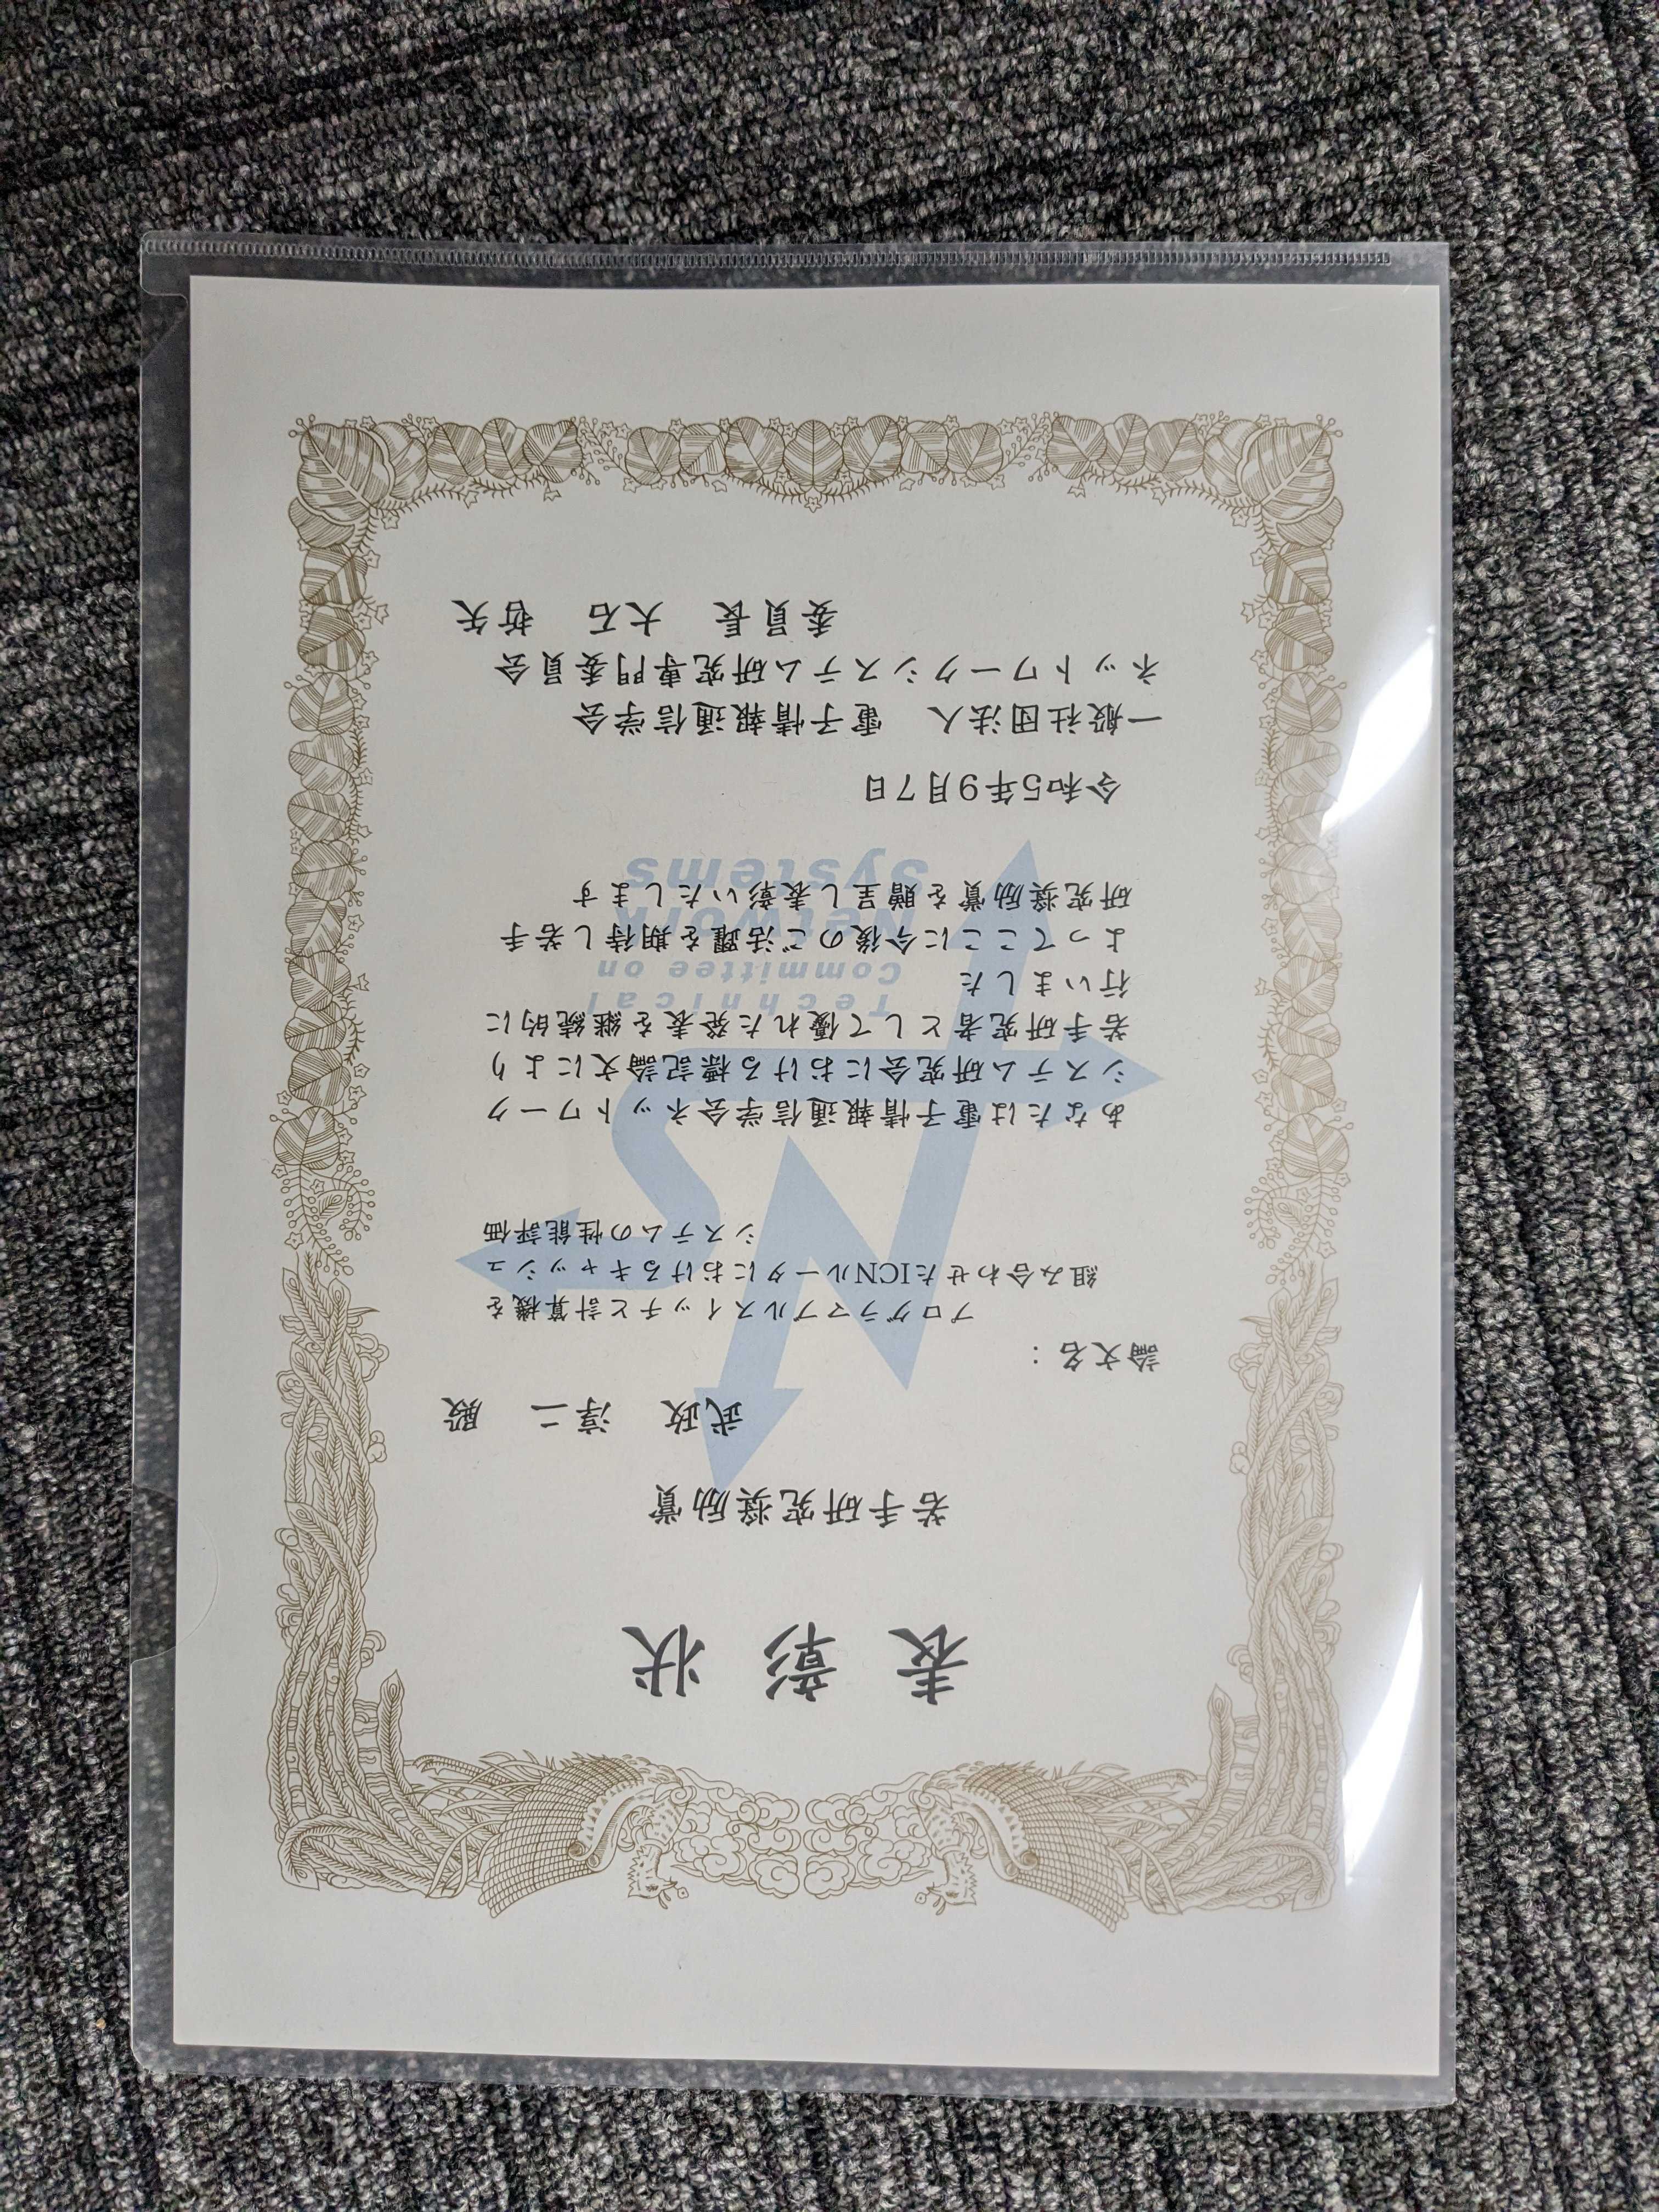 表彰状
若手研究奨励賞
武政 淳二 殿
論文名：
プログラマブルスイッチと計算機を
組み合わせたICNルータにおけるキャッシュ
システムの性能評価
あなたは電子情報通信学会ネットワーク
システム研究会における標記論文により
若手研究者として優れた発表を継続的に
行いました
よってここに今後のご活躍を期待し若手
研究奨励賞を贈呈し表彰いたします
令和5年9月7日
一般社団法人 電子情報通信学会
ネットワークシステム研究専門委員会
委員長 大石 哲矢
NS
Technical
Committee on
Network
Systems